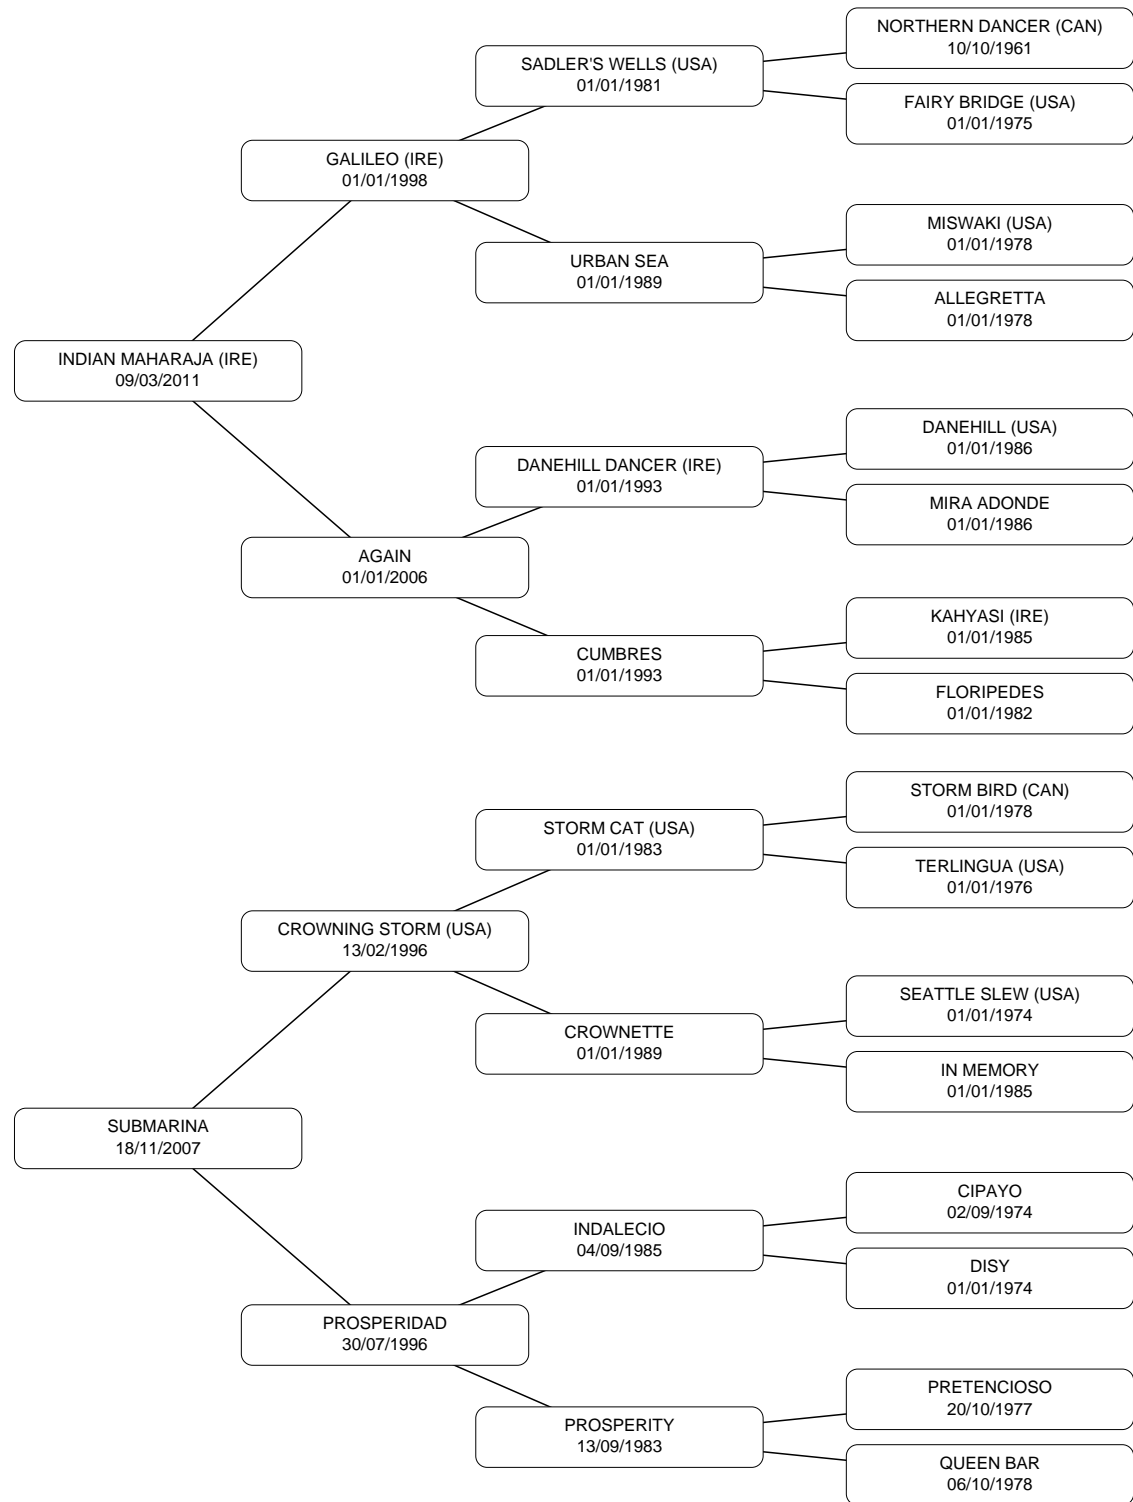 NORTHERN DANCER (CAN)
10/10/1961
SADLER'S WELLS (USA)
01/01/1981
FAIRY BRIDGE (USA)
01/01/1975
GALILEO (IRE)
01/01/1998
MISWAKI (USA)
01/01/1978
URBAN SEA
01/01/1989
ALLEGRETTA
01/01/1978
INDIAN MAHARAJA (IRE)
09/03/2011
DANEHILL (USA)
01/01/1986
DANEHILL DANCER (IRE)
01/01/1993
MIRA ADONDE
01/01/1986
AGAIN
01/01/2006
KAHYASI (IRE)
01/01/1985
CUMBRES
01/01/1993
FLORIPEDES
01/01/1982
STORM BIRD (CAN)
01/01/1978
STORM CAT (USA)
01/01/1983
TERLINGUA (USA)
01/01/1976
CROWNING STORM (USA)
13/02/1996
SEATTLE SLEW (USA)
01/01/1974
CROWNETTE
01/01/1989
IN MEMORY
01/01/1985
SUBMARINA
18/11/2007
CIPAYO
02/09/1974
INDALECIO
04/09/1985
DISY
01/01/1974
PROSPERIDAD
30/07/1996
PRETENCIOSO
20/10/1977
PROSPERITY
13/09/1983
QUEEN BAR
06/10/1978